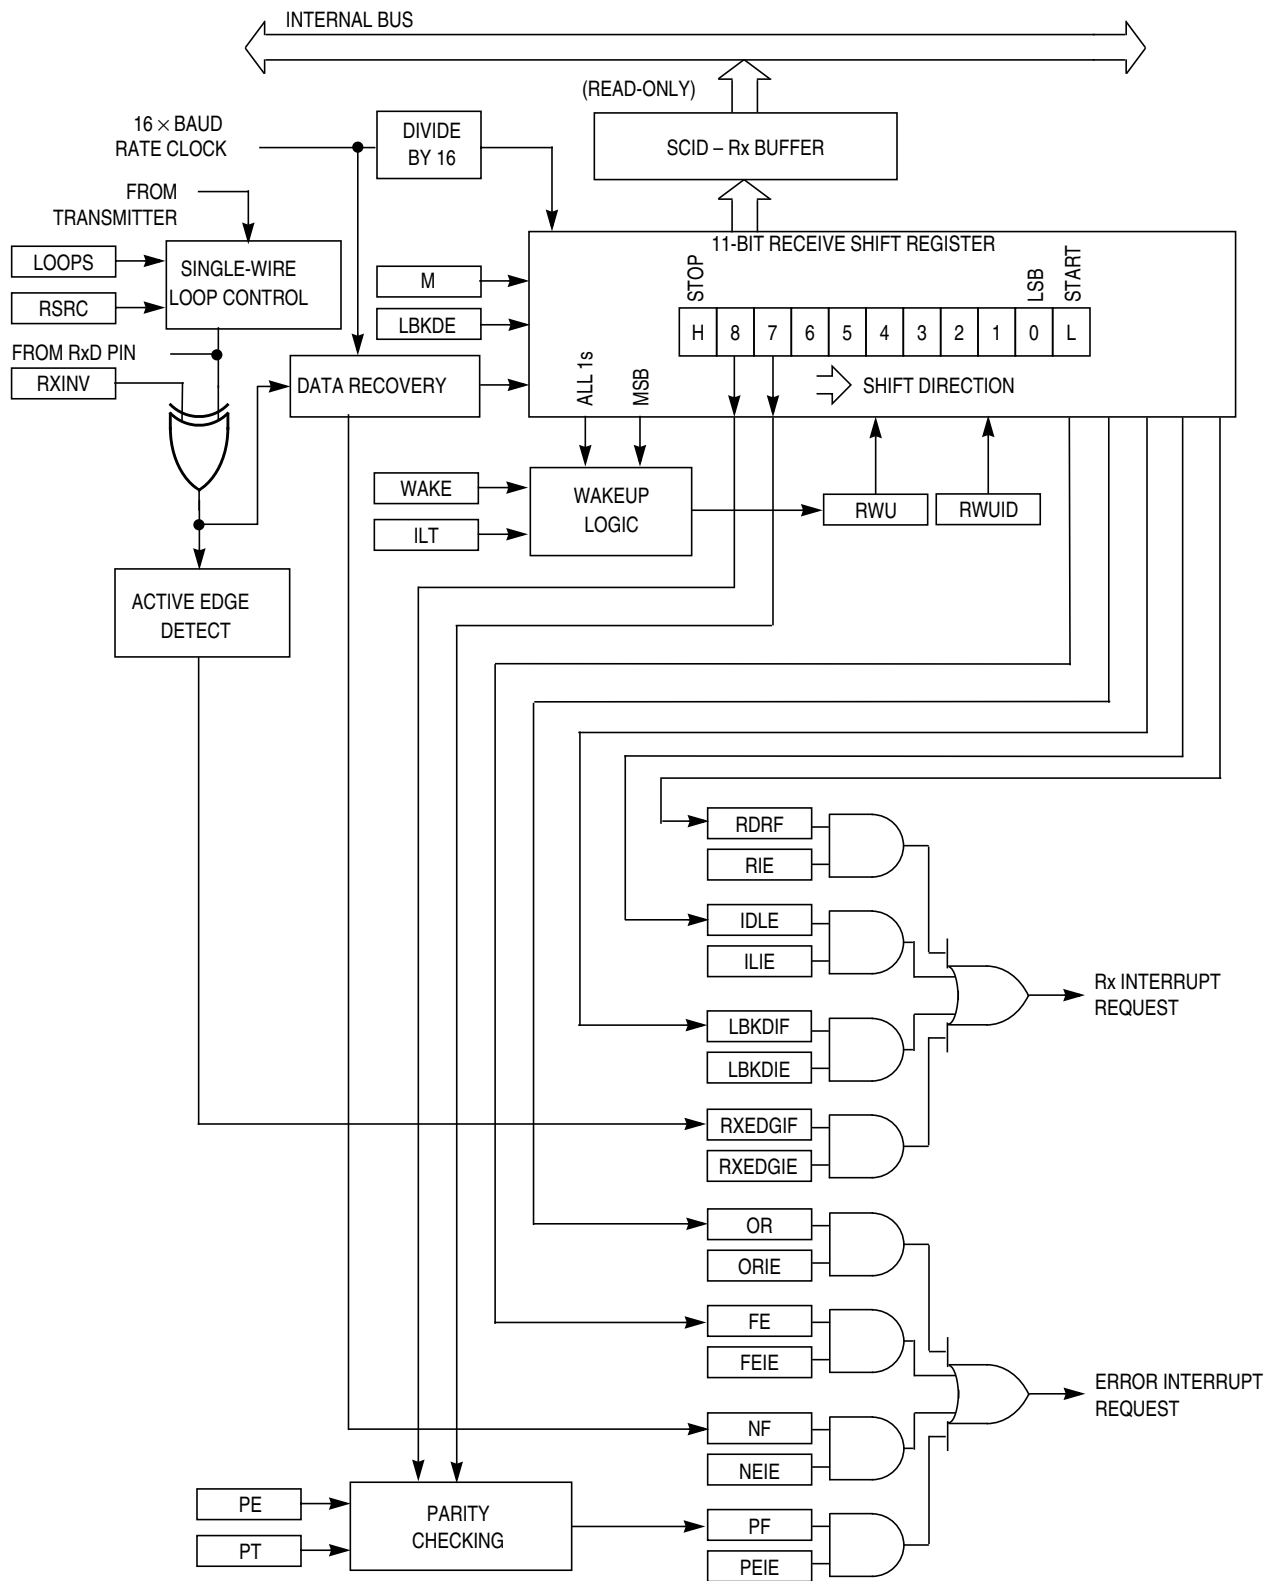 INTERNAL BUS
(READ-ONLY)
16 × BAUD
RATE CLOCK
DIVIDE
BY 16
SCID – Rx BUFFER
FROM
TRANSMITTER
11-BIT RECEIVE SHIFT REGISTER
LOOPS
SINGLE-WIRE
LOOP CONTROL
RSRC
M
LBKDE
STOP
LSB
START
H 8 7 6 5 4 3 2 1 0 L
FROM RxD PIN
RXINV
DATA RECOVERY
ALL 1s
MSB
SHIFT DIRECTION
WAKE
ILT
WAKEUP
LOGIC
RWU
RWUID
ACTIVE EDGE
DETECT
RDRF
RIE
IDLE
ILIE
Rx INTERRUPT
REQUEST
LBKDIF
LBKDIE
RXEDGIF
RXEDGIE
OR
ORIE
FE
FEIE
ERROR INTERRUPT
REQUEST
NF
NEIE
PE
PT
PARITY
CHECKING
PF
PEIE